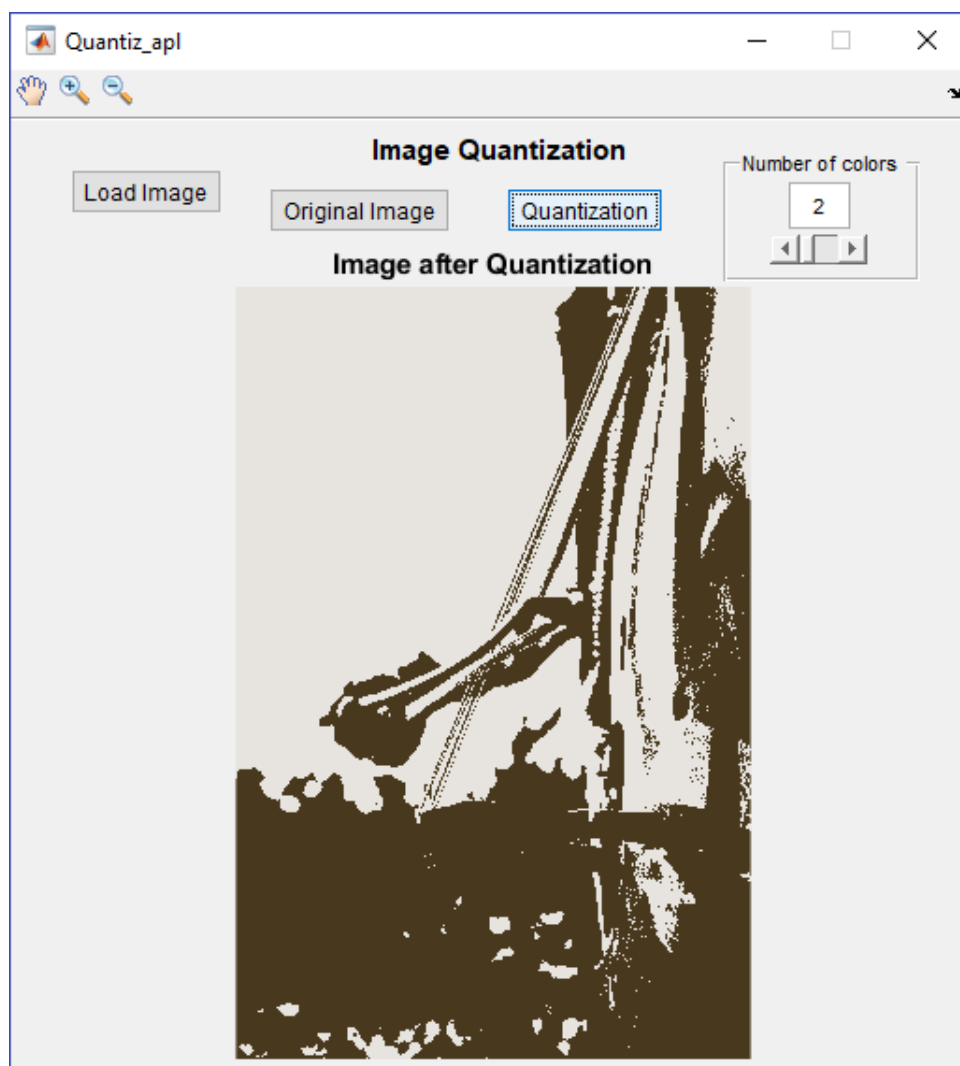 Quantiz_apl
Image Quantization
Number of colors
Load Image
Original Image
Quantization
2
Image after Quantization